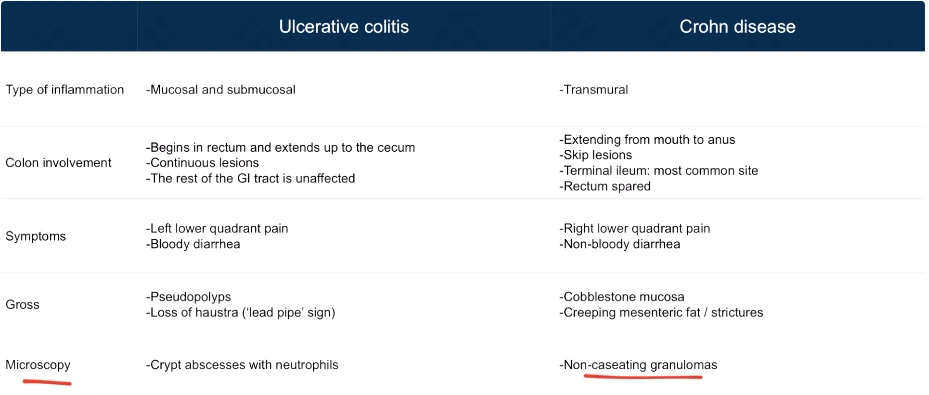 Ulcerative colitis Crohn disease
Type of inflammation -Mucosal and submucosal -Transmural
Colon involvement
-Begins in rectum and extends up to the cecum
-Continuous lesions
-The rest of the GI tract is unaffected
-Extending from mouth to anus
-Skip lesions
-Terminal ileum: most common site
-Rectum spared
Symptoms
-Left lower quadrant pain
-Bloody diarrhea
-Right lower quadrant pain
-Non-bloody diarrhea
Gross
-Pseudopolyps
-Loss of haustra (‘lead pipe’ sign)
-Cobblestone mucosa
-Creeping mesenteric fat / strictures
Microscopy -Crypt abscesses with neutrophils -Non-caseating granulomas